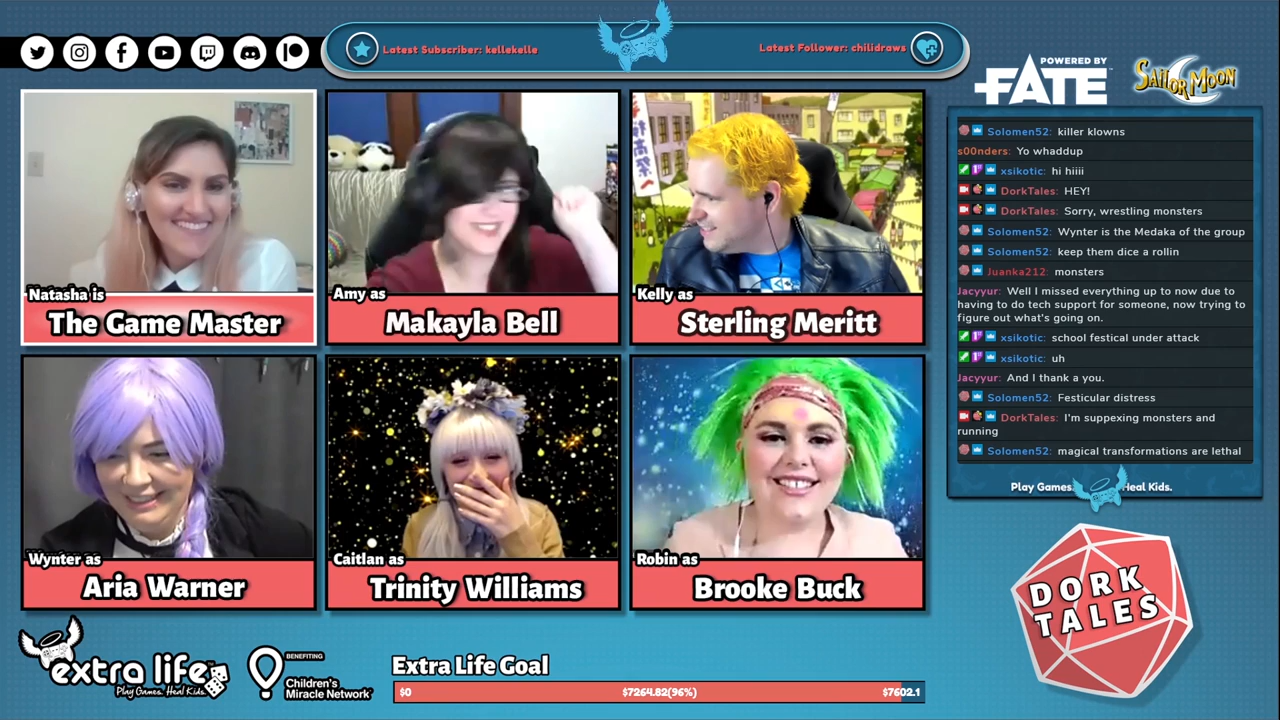 Latest Subscriber: kellekelle
Latest Follower: chilidraws
POWERED BY
FATE
SAILOR MOON
Natasha is
The Game Master
Amy as
Makayla Bell
Kelly as
Sterling Meritt
Wynter as
Aria Warner
Caitlan as
Trinity Williams
Robin as
Brooke Buck
Solomen52: killer klowns
s00nders: Yo whaddup
xsikotic: hi hiiii
DorkTales: HEY!
DorkTales: Sorry, wrestling monsters
Solomen52: Wynter is the Medaka of the group
Solomen52: keep them dice a rollin
Juanka212: monsters
Jacyyur: Well I missed everything up to now due to
having to do tech support for someone, now trying to
figure out what's going on.
xsikotic: school festical under attack
xsikotic: uh
Jacyyur: And I thank a you.
Solomen52: Festicular distress
DorkTales: I'm suppexing monsters and
running
Solomen52: magical transformations are lethal
Play Games. Heal Kids.
DORK
TALES
extra life
Play Games. Heal Kids.
BENEFITING
Children's
Miracle Network
Extra Life Goal
$0 $7264.82(96%) $7602.1